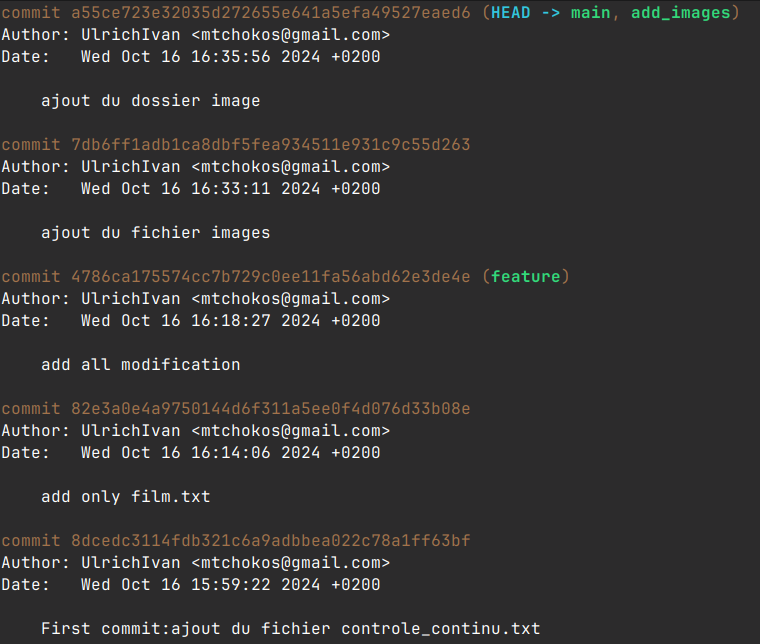 commit a55ce723e32035d272655e641a5efa49527eaed6 (HEAD -> main, add_images)
Author: UlrichIvan <mtchokos@gmail.com>
Date:   Wed Oct 16 16:35:56 2024 +0200
    ajout du dossier image
commit 7db6ff1adb1ca8dbf5fea934511e931c9c55d263
Author: UlrichIvan <mtchokos@gmail.com>
Date:   Wed Oct 16 16:33:11 2024 +0200
    ajout du fichier images
commit 4786ca175574cc7b729c0ee11fa56abd62e3de4e (feature)
Author: UlrichIvan <mtchokos@gmail.com>
Date:   Wed Oct 16 16:18:27 2024 +0200
    add all modification
commit 82e3a0e4a9750144d6f311a5ee0f4d076d33b08e
Author: UlrichIvan <mtchokos@gmail.com>
Date:   Wed Oct 16 16:14:06 2024 +0200
    add only film.txt
commit 8dcedc3114fdb321c6a9adbbea022c78a1ff63bf
Author: UlrichIvan <mtchokos@gmail.com>
Date:   Wed Oct 16 15:59:22 2024 +0200
    First commit:ajout du fichier controle_continu.txt